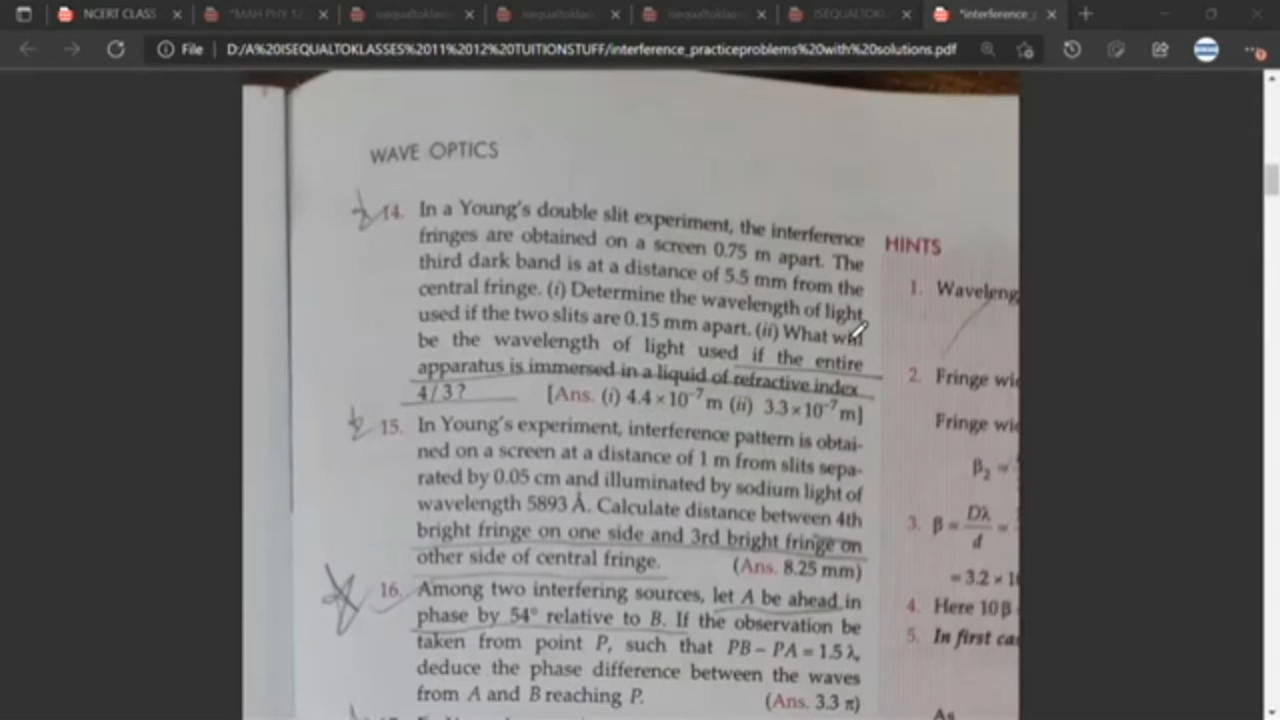 NCERT CLASS
"MAH PHY 12
isequaltoklas
isequaltoklas
isequaltoklas
ISEQUALTOKL
*interference_
File
D:/A%20ISEQUALTOKLASSES%2011%2012%20TUITIONSTUFF/interference_practiceproblems%20with%20solutions.pdf
WAVE OPTICS
14. In a Young's double slit experiment, the interference
fringes are obtained on a screen 0.75 m apart. The
third dark band is at a distance of 5.5 mm from the
central fringe. (i) Determine the wavelength of light
used if the two slits are 0.15 mm apart. (ii) What will
be the wavelength of light used if the entire
apparatus is immersed in a liquid of refractive index
4/3? [Ans. (i) 4.4 × 10⁻⁷ m (ii) 3.3 × 10⁻⁷ m]
15. In Young's experiment, interference pattern is obtai-
ned on a screen at a distance of 1 m from slits sepa-
rated by 0.05 cm and illuminated by sodium light of
wavelength 5893 Å. Calculate distance between 4th
bright fringe on one side and 3rd bright fringe on
other side of central fringe. (Ans. 8.25 mm)
16. Among two interfering sources, let A be ahead in
phase by 54° relative to B. If the observation be
taken from point P, such that PB – PA = 1.5 λ,
deduce the phase difference between the waves
from A and B reaching P. (Ans. 3.3 π)
HINTS
1. Waveleng
2. Fringe wi
Fringe wi
β₂ =
3. β = Dλ/d =
= 3.2 × 1
4. Here 10 β
5. In first ca
As